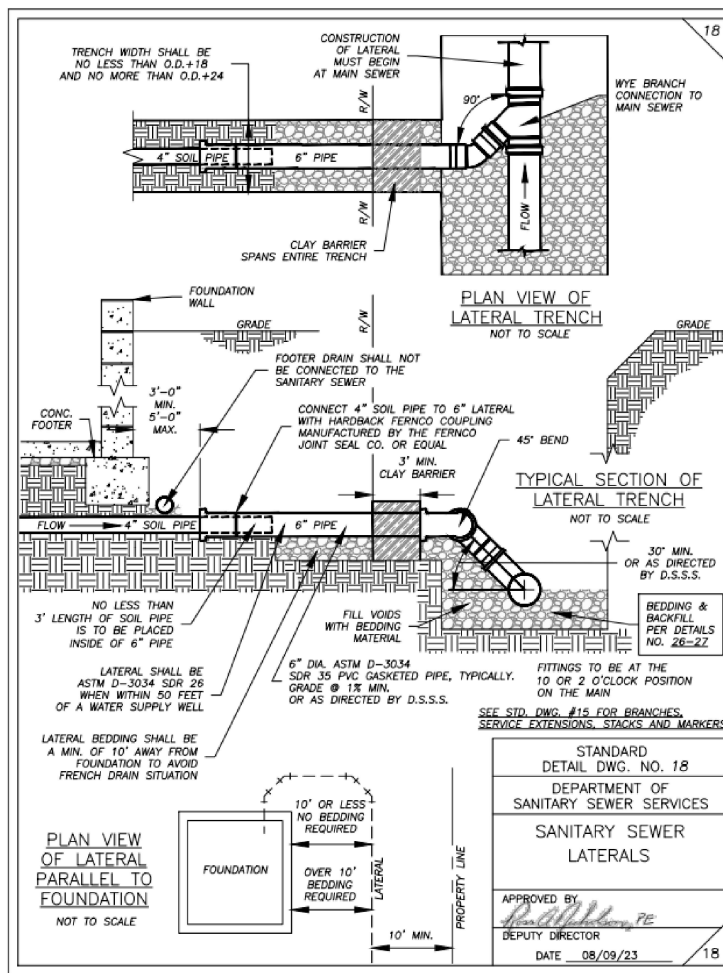 18
TRENCH WIDTH SHALL BE
NO LESS THAN O.D.+18
AND NO MORE THAN O.D.+24
CONSTRUCTION
OF LATERAL
MUST BEGIN
AT MAIN SEWER
R/W
90°
WYE BRANCH
CONNECTION TO
MAIN SEWER
4" SOIL PIPE
6" PIPE
R/W
FLOW
CLAY BARRIER
SPANS ENTIRE TRENCH
PLAN VIEW OF
LATERAL TRENCH
NOT TO SCALE
FOUNDATION
WALL
GRADE
R/W
GRADE
FOOTER DRAIN SHALL NOT
BE CONNECTED TO THE
SANITARY SEWER
3'-0"
MIN.
5'-0"
MAX.
CONC.
FOOTER
CONNECT 4" SOIL PIPE TO 6" LATERAL
WITH HARDBACK FERNCO COUPLING
MANUFACTURED BY THE FERNCO
JOINT SEAL CO. OR EQUAL
3' MIN.
CLAY BARRIER
45° BEND
TYPICAL SECTION OF
LATERAL TRENCH
NOT TO SCALE
FLOW
4" SOIL PIPE
6" PIPE
30° MIN.
OR AS DIRECTED
BY D.S.S.S.
NO LESS THAN
3' LENGTH OF SOIL PIPE
IS TO BE PLACED
INSIDE OF 6" PIPE
FILL VOIDS
WITH BEDDING
MATERIAL
BEDDING &
BACKFILL
PER DETAILS
NO. 26-27
LATERAL SHALL BE
ASTM D-3034 SDR 26
WHEN WITHIN 50 FEET
OF A WATER SUPPLY WELL
6" DIA. ASTM D-3034
SDR 35 PVC GASKETED PIPE, TYPICALLY.
GRADE @ 1% MIN.
OR AS DIRECTED BY D.S.S.S.
FITTINGS TO BE AT THE
10 OR 2 O'CLOCK POSITION
ON THE MAIN
SEE STD. DWG. #15 FOR BRANCHES,
SERVICE EXTENSIONS, STACKS AND MARKERS
LATERAL BEDDING SHALL BE
A MIN. OF 10' AWAY FROM
FOUNDATION TO AVOID
FRENCH DRAIN SITUATION
PLAN VIEW
OF LATERAL
PARALLEL TO
FOUNDATION
NOT TO SCALE
FOUNDATION
10' OR LESS
NO BEDDING
REQUIRED
OVER 10'
BEDDING
REQUIRED
LATERAL
PROPERTY LINE
10' MIN.
STANDARD
DETAIL DWG. NO. 18
DEPARTMENT OF
SANITARY SEWER SERVICES
SANITARY SEWER
LATERALS
APPROVED BY
PE
DEPUTY DIRECTOR
DATE 08/09/23
18